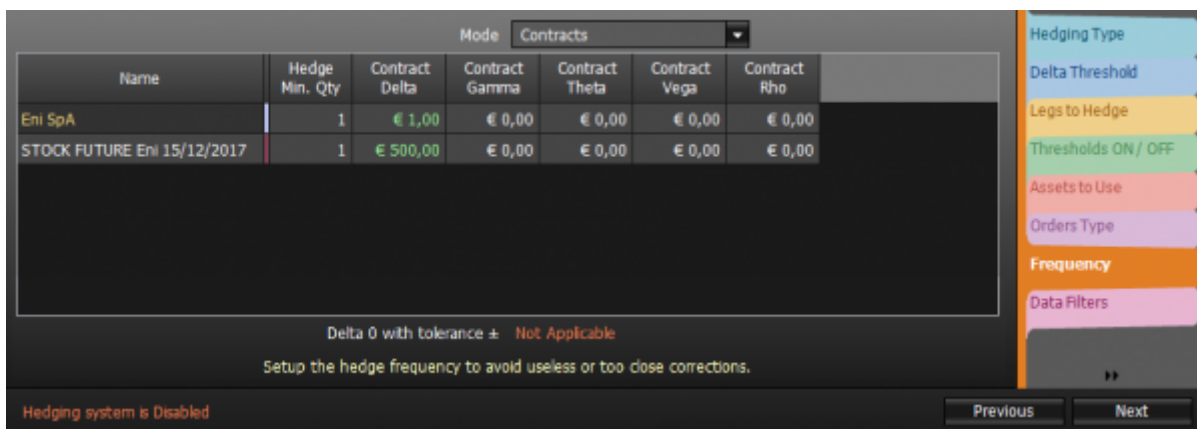 Mode Contracts
Name Hedge Min. Qty Contract Delta Contract Gamma Contract Theta Contract Vega Contract Rho
Eni SpA 1 € 1,00 € 0,00 € 0,00 € 0,00 € 0,00
STOCK FUTURE Eni 15/12/2017 1 € 500,00 € 0,00 € 0,00 € 0,00 € 0,00
Delta 0 with tolerance ± Not Applicable
Setup the hedge frequency to avoid useless or too close corrections.
Hedging system is Disabled
Previous Next
Hedging Type
Delta Threshold
Legs to Hedge
Thresholds ON / OFF
Assets to Use
Orders Type
Frequency
Data Filters